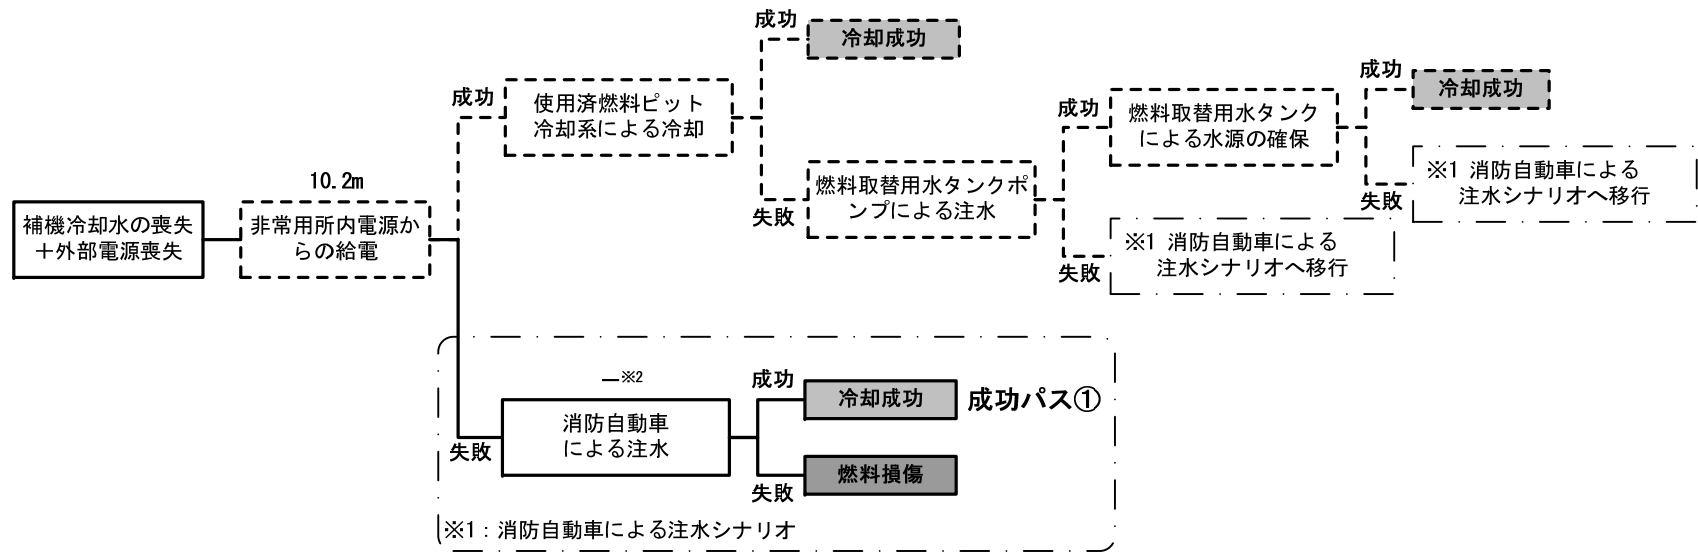 補機冷却水の喪失
+外部電源喪失
10.2m
非常用所内電源か
らの給電
成功
使用済燃料ピット
冷却系による冷却
成功
冷却成功
失敗
燃料取替用水タンクポ
ンプによる注水
成功
燃料取替用水タンク
による水源の確保
成功
冷却成功
失敗
※1 消防自動車による
注水シナリオへ移行
失敗
※1 消防自動車による
注水シナリオへ移行
失敗
―※2
消防自動車
による注水
成功
冷却成功
成功パス①
失敗
燃料損傷
※1：消防自動車による注水シナリオ